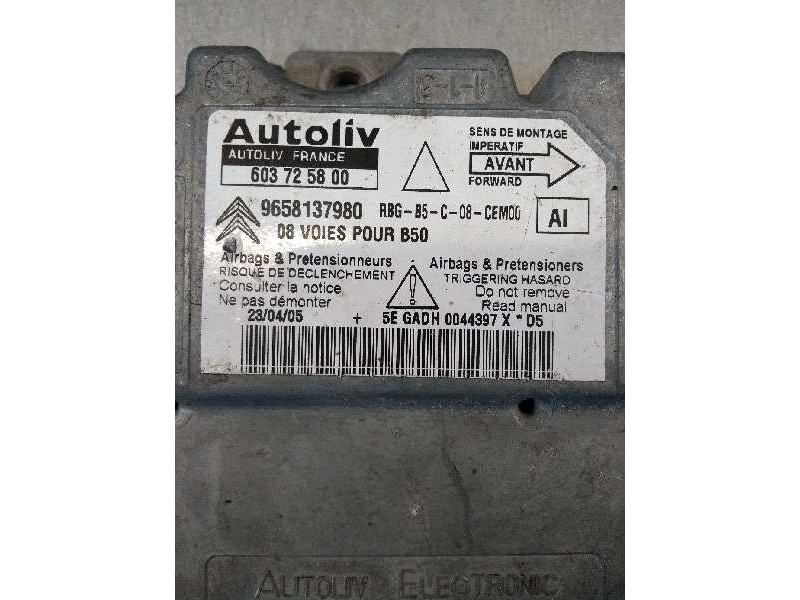 Autoliv
AUTOLIV FRANCE
603 72 58 00
SENS DE MONTAGE
IMPERATIF
AVANT
FORWARD
9658137980 RBG-B5-C-08-CEM00
AI
08 VOIES POUR B50
Airbags & Pretensionneurs
RISQUE DE DECLENCHEMENT
Consulter la notice
Ne pas démonter
!
Airbags & Pretensioners
TRIGGERING HASARD
Do not remove
Read manual
23/04/05 + 5E GADH 0044397 X * D5
AUTOLIV ELECTRONIC